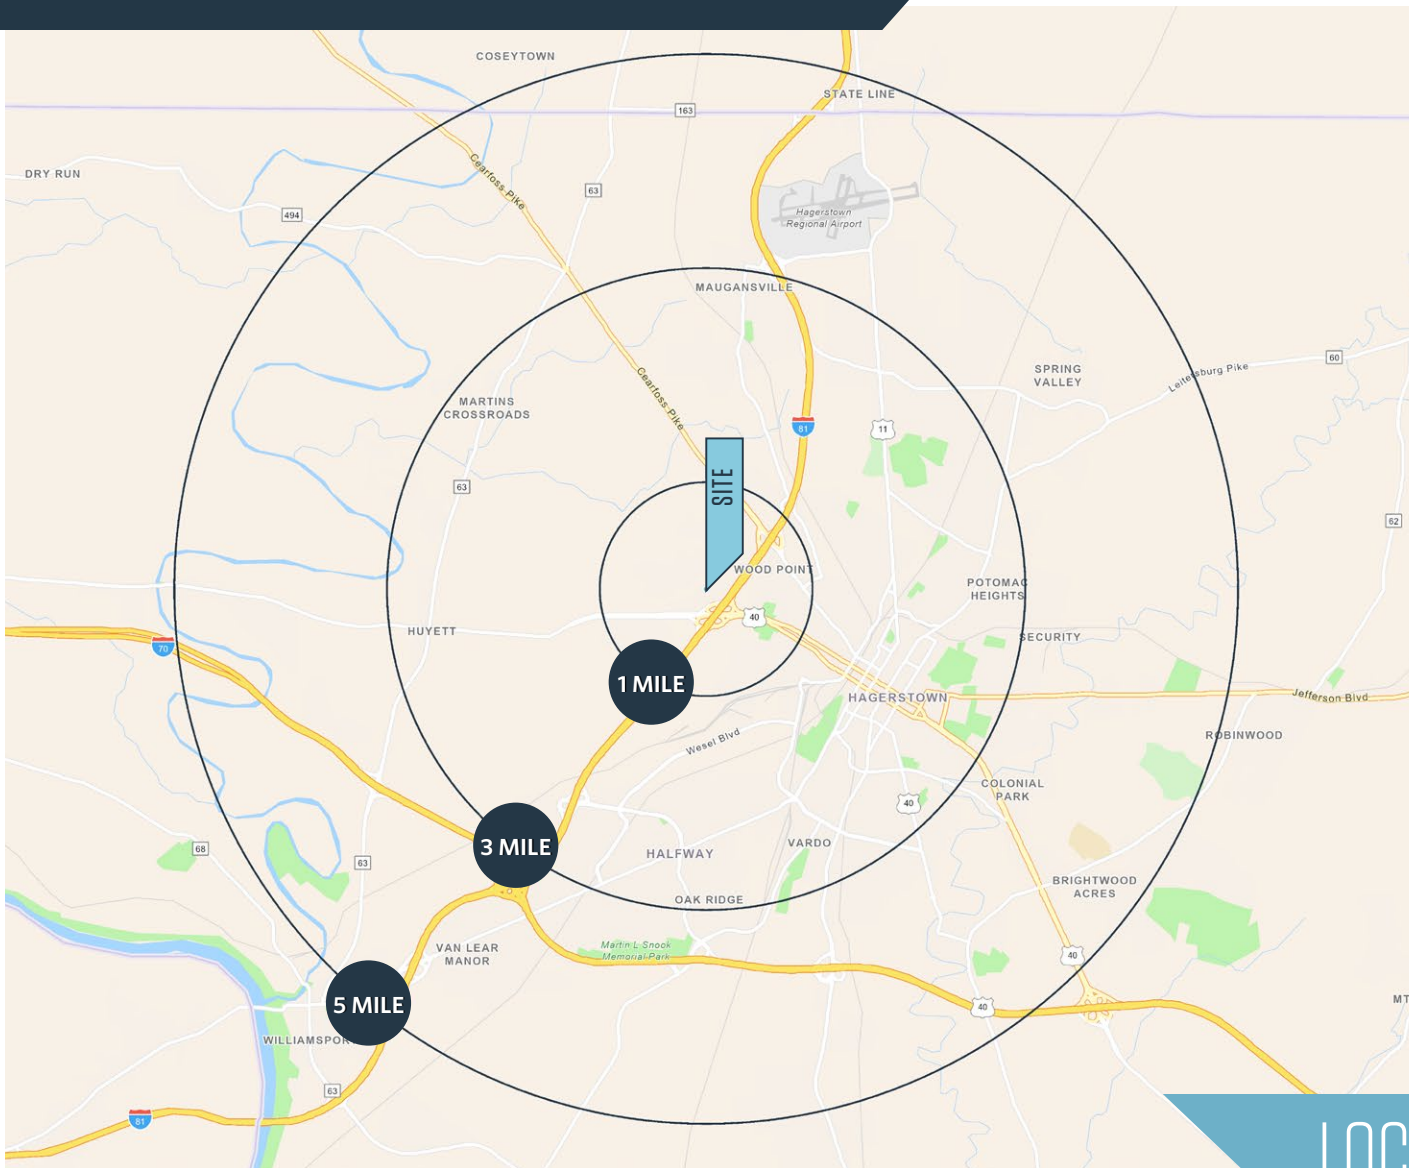 COSEYTOWN
STATE LINE
163
DRY RUN
Cearfoss Pike
63
494
Hagerstown
Regional Airport
MAUGANSVILLE
60
SPRING
VALLEY
Leitersburg Pike
Cearfoss Pike
MARTINS
CROSSROADS
81
11
SITE
63
62
WOOD POINT
POTOMAC
HEIGHTS
40
HUYETT
SECURITY
70
1 MILE
HAGERSTOWN
Jefferson Blvd
Wesel Blvd
ROBINWOOD
COLONIAL
PARK
40
3 MILE
VARDO
68
63
HALFWAY
BRIGHTWOOD
ACRES
OAK RIDGE
VAN LEAR
MANOR
Martin L Snook
Memorial Park
40
5 MILE
40
MT
WILLIAMSPOR
63
81
LOC